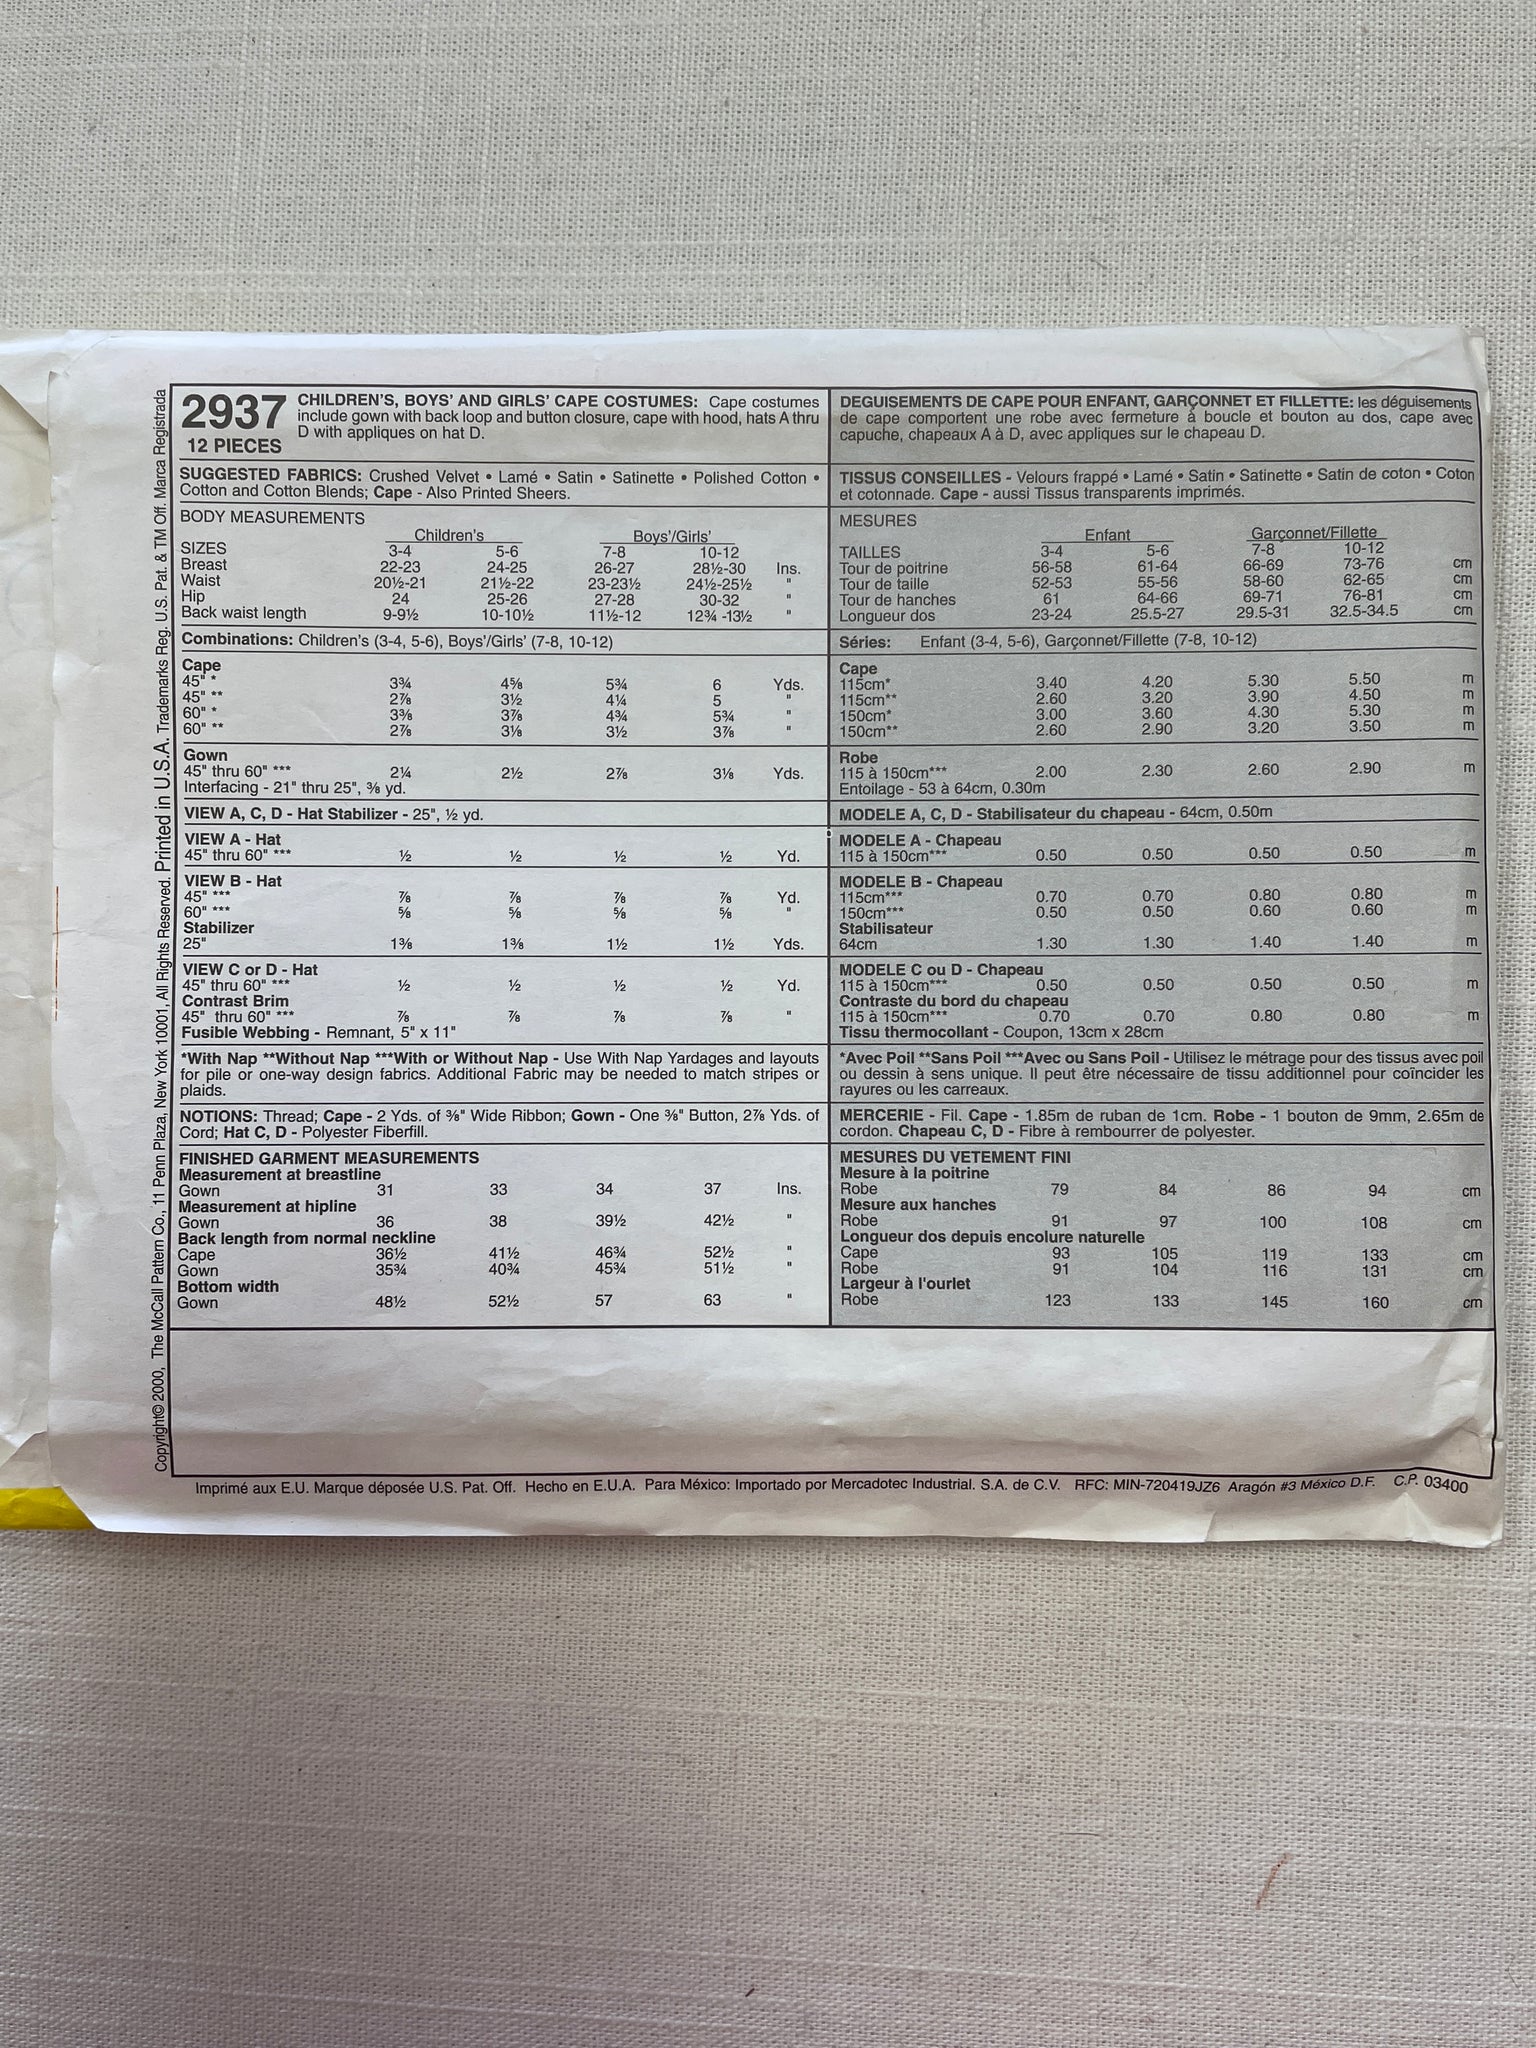 2937
12 PIECES
CHILDREN'S, BOYS' AND GIRLS' CAPE COSTUMES: Cape costumes
include gown with back loop and button closure, cape with hood, hats A thru
D with appliques on hat D.
SUGGESTED FABRICS: Crushed Velvet • Lamé • Satin • Satinette • Polished Cotton •
Cotton and Cotton Blends; Cape - Also Printed Sheers.
BODY MEASUREMENTS
Children's Boys'/Girls'
SIZES 3-4 5-6 7-8 10-12
Breast 22-23 24-25 26-27 28½-30 Ins.
Waist 20½-21 21½-22 23-23½ 24½-25½ "
Hip 24 25-26 27-28 30-32 "
Back waist length 9-9½ 10-10½ 11½-12 12¾ -13½ "
Combinations: Children's (3-4, 5-6), Boys'/Girls' (7-8, 10-12)
Cape
45" * 3¾ 4⅝ 5¾ 6 Yds.
45" ** 2⅞ 3½ 4¼ 5 "
60" * 3⅜ 3⅞ 4¾ 5¾ "
60" ** 2⅞ 3⅛ 3½ 3⅞ "
Gown
45" thru 60" *** 2¼ 2½ 2⅞ 3⅛ Yds.
Interfacing - 21" thru 25", ⅜ yd.
VIEW A, C, D - Hat Stabilizer - 25", ½ yd.
VIEW A - Hat
45" thru 60" *** ½ ½ ½ ½ Yd.
VIEW B - Hat
45" *** ⅞ ⅞ ⅞ ⅞ Yd.
60" *** ⅝ ⅝ ⅝ ⅝ "
Stabilizer
25" 1⅜ 1⅜ 1½ 1½ Yds.
VIEW C or D - Hat
45" thru 60" *** ½ ½ ½ ½ Yd.
Contrast Brim
45" thru 60" *** ⅞ ⅞ ⅞ ⅞ "
Fusible Webbing - Remnant, 5" x 11"
*With Nap **Without Nap ***With or Without Nap - Use With Nap Yardages and layouts
for pile or one-way design fabrics. Additional Fabric may be needed to match stripes or
plaids.
NOTIONS: Thread; Cape - 2 Yds. of ⅜" Wide Ribbon; Gown - One ⅜" Button, 2⅞ Yds. of
Cord; Hat C, D - Polyester Fiberfill.
FINISHED GARMENT MEASUREMENTS
Measurement at breastline
Gown 31 33 34 37 Ins.
Measurement at hipline
Gown 36 38 39½ 42½ "
Back length from normal neckline
Cape 36½ 41½ 46¾ 52½ "
Gown 35¾ 40¾ 45¾ 51½ "
Bottom width
Gown 48½ 52½ 57 63 "
DEGUISEMENTS DE CAPE POUR ENFANT, GARÇONNET ET FILLETTE: les déguisements
de cape comportent une robe avec fermeture à boucle et bouton au dos, cape avec
capuche, chapeaux A à D, avec appliques sur le chapeau D.
TISSUS CONSEILLES - Velours frappé • Lamé • Satin • Satinette • Satin de coton • Coton
et cotonnade. Cape - aussi Tissus transparents imprimés.
MESURES
Enfant Garçonnet/Fillette
TAILLES 3-4 5-6 7-8 10-12
Tour de poitrine 56-58 61-64 66-69 73-76 cm
Tour de taille 52-53 55-56 58-60 62-65 cm
Tour de hanches 61 64-66 69-71 76-81 cm
Longueur dos 23-24 25.5-27 29.5-31 32.5-34.5 cm
Séries: Enfant (3-4, 5-6), Garçonnet/Fillette (7-8, 10-12)
Cape
115cm* 3.40 4.20 5.30 5.50 m
115cm** 2.60 3.20 3.90 4.50 m
150cm* 3.00 3.60 4.30 5.30 m
150cm** 2.60 2.90 3.20 3.50 m
Robe
115 à 150cm*** 2.00 2.30 2.60 2.90 m
Entoilage - 53 à 64cm, 0.30m
MODELE A, C, D - Stabilisateur du chapeau - 64cm, 0.50m
MODELE A - Chapeau
115 à 150cm*** 0.50 0.50 0.50 0.50 m
MODELE B - Chapeau
115cm*** 0.70 0.70 0.80 0.80 m
150cm*** 0.50 0.50 0.60 0.60 m
Stabilisateur
64cm 1.30 1.30 1.40 1.40 m
MODELE C ou D - Chapeau
115 à 150cm*** 0.50 0.50 0.50 0.50 m
Contraste du bord du chapeau
115 à 150cm*** 0.70 0.70 0.80 0.80 m
Tissu thermocollant - Coupon, 13cm x 28cm
*Avec Poil **Sans Poil ***Avec ou Sans Poil - Utilisez le métrage pour des tissus avec poil
ou dessin à sens unique. Il peut être nécessaire de tissu additionnel pour coïncider les
rayures ou les carreaux.
MERCERIE - Fil. Cape - 1.85m de ruban de 1cm. Robe - 1 bouton de 9mm, 2.65m de
cordon. Chapeau C, D - Fibre à rembourrer de polyester.
MESURES DU VETEMENT FINI
Mesure à la poitrine
Robe 79 84 86 94 cm
Mesure aux hanches
Robe 91 97 100 108 cm
Longueur dos depuis encolure naturelle
Cape 93 105 119 133 cm
Robe 91 104 116 131 cm
Largeur à l'ourlet
Robe 123 133 145 160 cm
Copyright© 2000, The McCall Pattern Co., 11 Penn Plaza, New York 10001, All Rights Reserved. Printed in U.S.A. Trademarks Reg. U.S. Pat. & TM Off. Marca Registrada
Imprimé aux E.U. Marque déposée U.S. Pat. Off. Hecho en E.U.A. Para México: Importado por Mercadotec Industrial. S.A. de C.V. RFC: MIN-720419JZ6 Aragón #3 México D.F. C.P. 03400